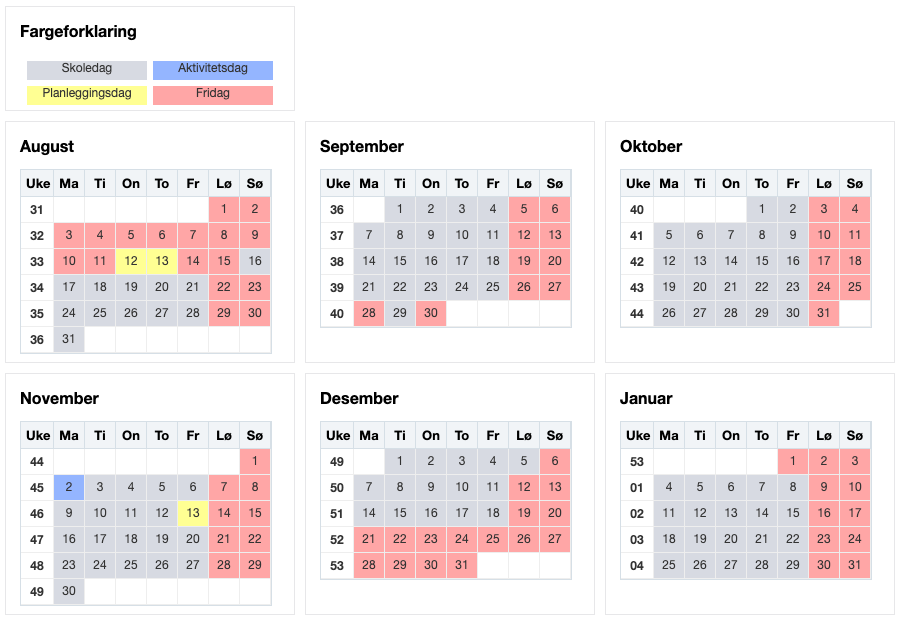 Fargeforklaring
Skoledag Aktivitetsdag
Planleggingsdag Fridag
August
Uke Ma Ti On To Fr Lø Sø
31 1 2
32 3 4 5 6 7 8 9
33 10 11 12 13 14 15 16
34 17 18 19 20 21 22 23
35 24 25 26 27 28 29 30
36 31
September
Uke Ma Ti On To Fr Lø Sø
36 1 2 3 4 5 6
37 7 8 9 10 11 12 13
38 14 15 16 17 18 19 20
39 21 22 23 24 25 26 27
40 28 29 30
Oktober
Uke Ma Ti On To Fr Lø Sø
40 1 2 3 4
41 5 6 7 8 9 10 11
42 12 13 14 15 16 17 18
43 19 20 21 22 23 24 25
44 26 27 28 29 30 31
November
Uke Ma Ti On To Fr Lø Sø
44 1
45 2 3 4 5 6 7 8
46 9 10 11 12 13 14 15
47 16 17 18 19 20 21 22
48 23 24 25 26 27 28 29
49 30
Desember
Uke Ma Ti On To Fr Lø Sø
49 1 2 3 4 5 6
50 7 8 9 10 11 12 13
51 14 15 16 17 18 19 20
52 21 22 23 24 25 26 27
53 28 29 30 31
Januar
Uke Ma Ti On To Fr Lø Sø
53 1 2 3
01 4 5 6 7 8 9 10
02 11 12 13 14 15 16 17
03 18 19 20 21 22 23 24
04 25 26 27 28 29 30 31